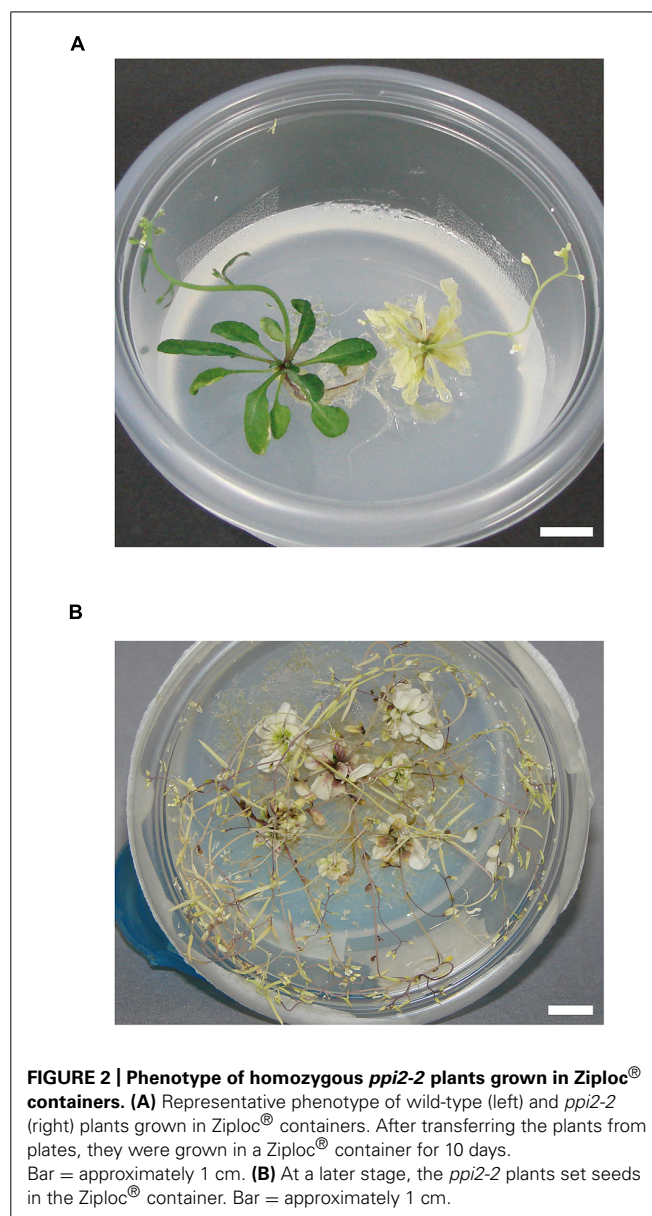 A
B
FIGURE 2 | Phenotype of homozygous ppi2-2 plants grown in Ziploc®
containers. (A) Representative phenotype of wild-type (left) and ppi2-2
(right) plants grown in Ziploc® containers. After transferring the plants from
plates, they were grown in a Ziploc® container for 10 days.
Bar = approximately 1 cm. (B) At a later stage, the ppi2-2 plants set seeds
in the Ziploc® container. Bar = approximately 1 cm.